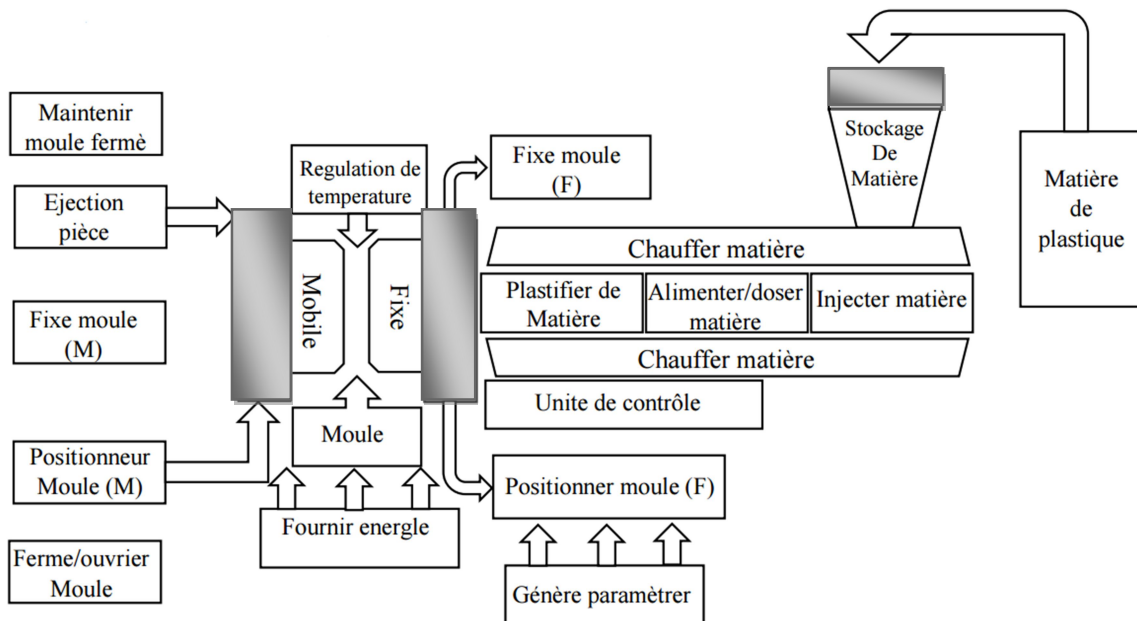 Maintenir
moule fermè
Ejection
pièce
Fixe moule
(M)
Positionneur
Moule (M)
Ferme/ouvrier
Moule
Regulation de
temperature
Mobile
Fixe
Moule
Fournir energle
Fixe moule
(F)
Stockage
De
Matière
Matière
de
plastique
Chauffer matière
Plastifier de
Matière
Alimenter/doser
matière
Injecter matière
Chauffer matière
Unite de contrôle
Positionner moule (F)
Génère paramètrer